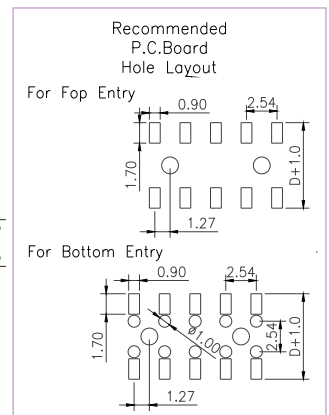 Recommended
P.C.Board
Hole Layout
For Fop Entry
0.90
2.54
1.70
D+1.0
1.27
For Bottom Entry
0.90
2.54
1.70
ø1.00
2.54
D+1.0
1.27